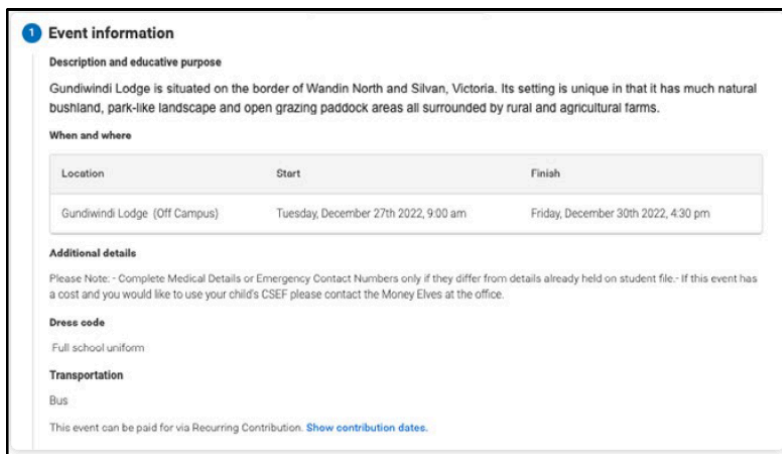 1 Event information
Description and educative purpose
Gundiwindi Lodge is situated on the border of Wandin North and Silvan, Victoria. Its setting is unique in that it has much natural
bushland, park-like landscape and open grazing paddock areas all surrounded by rural and agricultural farms.
When and where
Location Start Finish
Gundiwindi Lodge (Off Campus) Tuesday, December 27th 2022, 9:00 am Friday, December 30th 2022, 4:30 pm
Additional details
Please Note: - Complete Medical Details or Emergency Contact Numbers only if they differ from details already held on student file.- If this event has
a cost and you would like to use your child's CSEF please contact the Money Elves at the office.
Dress code
Full school uniform
Transportation
Bus
This event can be paid for via Recurring Contribution. Show contribution dates.